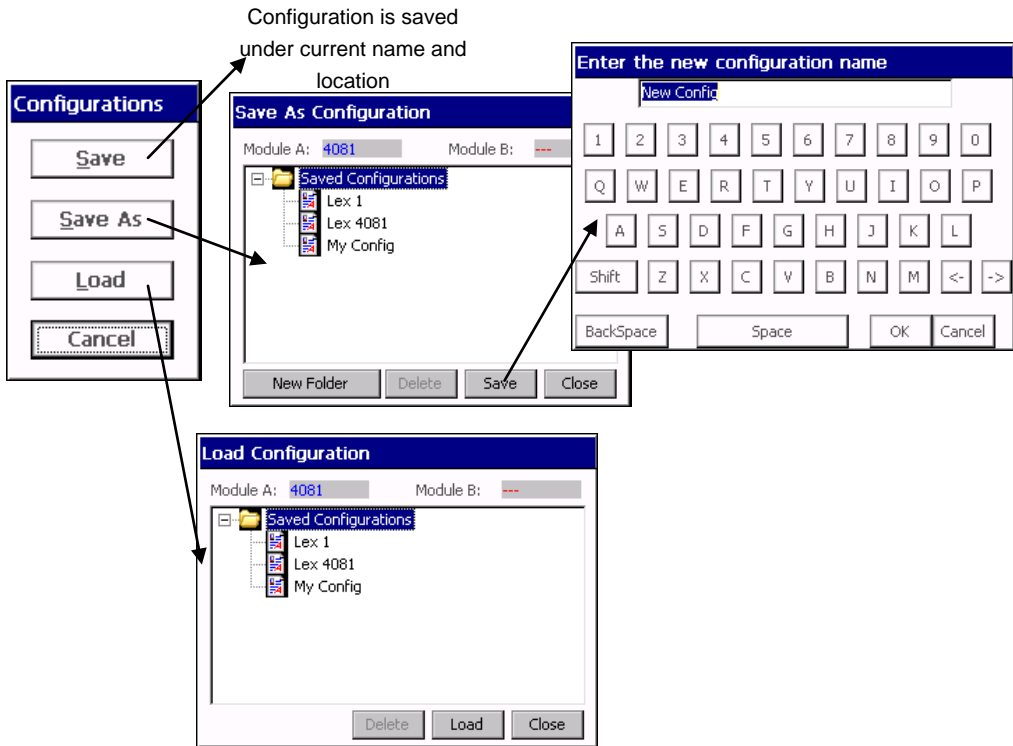 Configuration is saved
under current name and
location
Configurations
Save
Save As
Load
Cancel
Save As Configuration
Module A: 4081 Module B: ---
Saved Configurations
Lex 1
Lex 4081
My Config
New Folder Delete Save Close
Enter the new configuration name
New Config
1 2 3 4 5 6 7 8 9 0
Q W E R T Y U I O P
A S D F G H J K L
Shift Z X C V B N M <- ->
BackSpace Space OK Cancel
Load Configuration
Module A: 4081 Module B: ---
Saved Configurations
Lex 1
Lex 4081
My Config
Delete Load Close